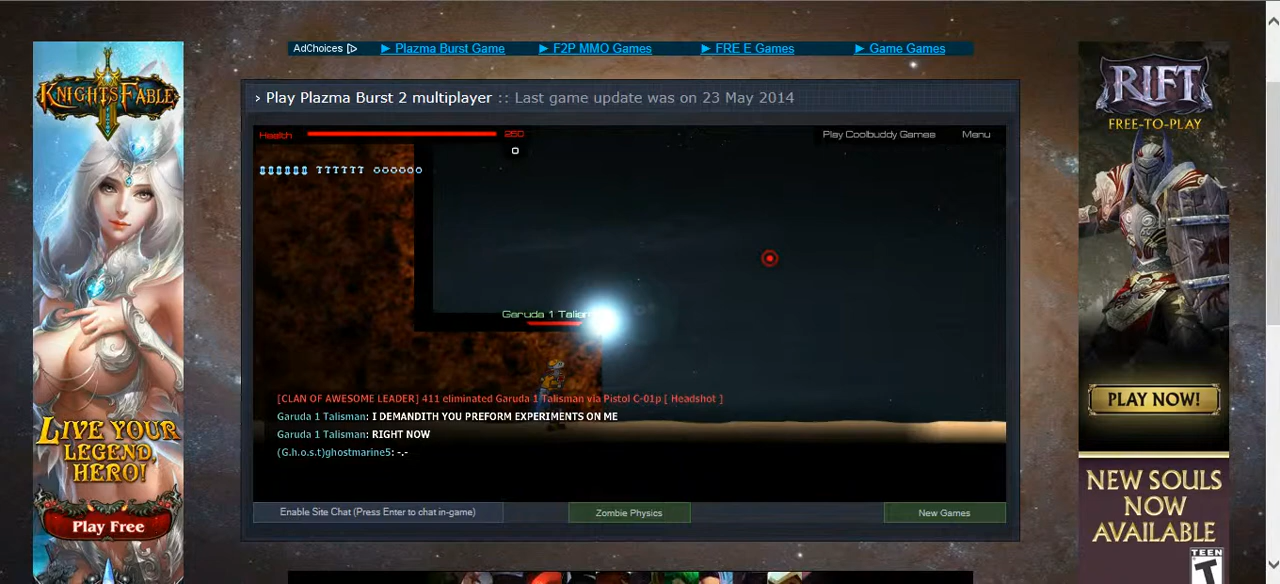 AdChoices
▶ Plazma Burst Game
▶ F2P MMO Games
▶ FRE E Games
▶ Game Games
KNIGHTS FABLE
› Play Plazma Burst 2 multiplayer :: Last game update was on 23 May 2014
RIFT
FREE-TO-PLAY
Health
250
0
Play Coolbuddy Games
Menu
TTTTTT
Garuda 1 Talism
[CLAN OF AWESOME LEADER] 411 eliminated Garuda 1 Talisman via Pistol C-01p [ Headshot ]
Garuda 1 Talisman: I DEMANDITH YOU PREFORM EXPERIMENTS ON ME
Garuda 1 Talisman: RIGHT NOW
(G.h.o.s.t)ghostmarine5: -.-
PLAY NOW!
LIVE YOUR
LEGEND,
HERO!
Play Free
Enable Site Chat (Press Enter to chat in-game)
Zombie Physics
New Games
NEW SOULS
NOW
AVAILABLE
TEEN
T